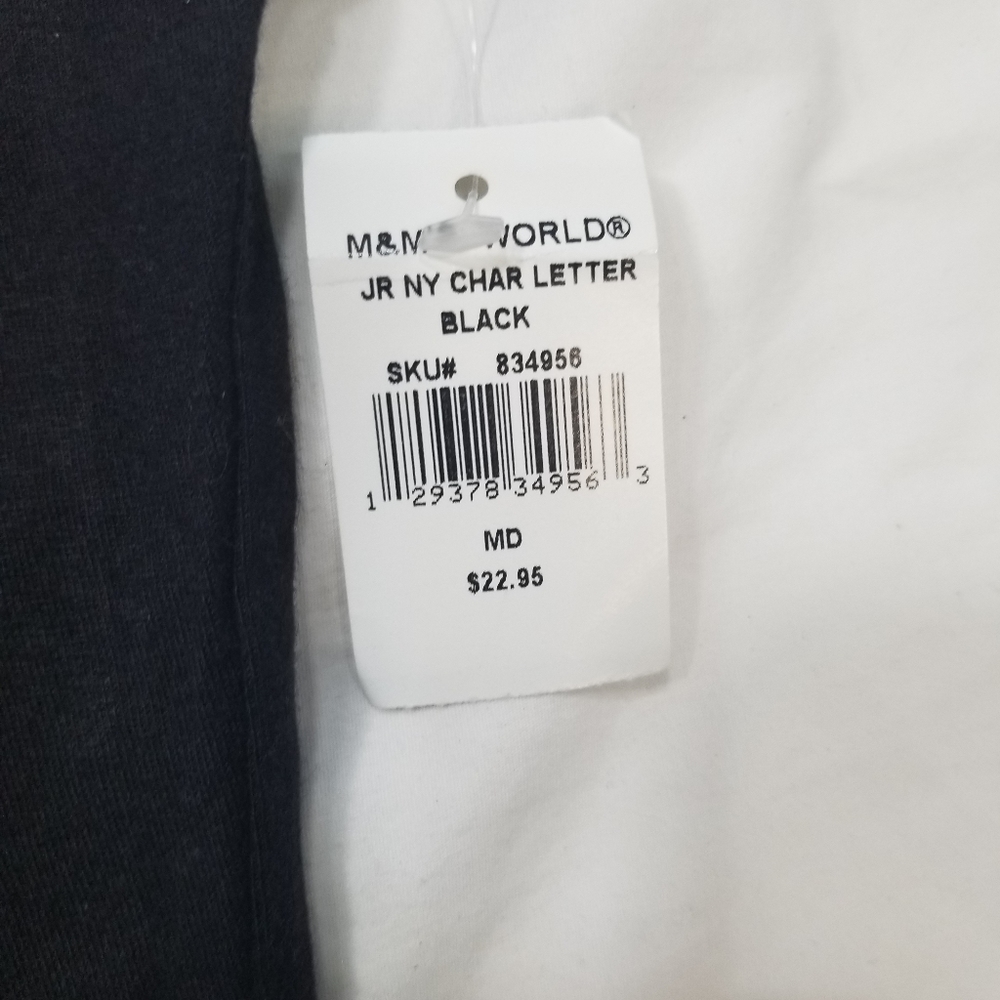 M&M WORLD®
JR NY CHAR LETTER
BLACK
SKU# 834956
1 29378 34956 3
MD
$22.95